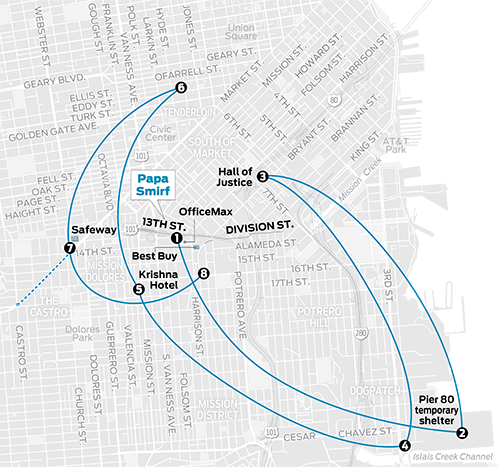 WEBSTER ST.
FRANKLIN ST.
GOUGH ST.
POLK ST.
VAN NESS AVE.
HYDE ST.
LARKIN ST.
JONES ST.
Union
Square
GEARY ST.
GEARY BLVD.
OFARRELL ST.
MARKET ST.
MISSION ST.
HOWARD ST.
FOLSOM ST.
HARRISON ST.
6
ELLIS ST.
EDDY ST.
TURK ST.
GOLDEN GATE AVE.
TENDERLOIN
4TH ST.
5TH ST.
6TH ST.
80
BRYANT ST.
BRANNAN ST.
KING ST.
AT&T
Park
Civic
Center
101
SOUTH OF
MARKET
Mission Creek
FELL ST.
OAK ST.
PAGE ST.
HAIGHT ST.
OCTAVIA BLVD.
Papa
Smirf
Hall of
Justice
3
7TH ST.
OfficeMax
Safeway
101
13TH ST.
1
DIVISION ST.
7
14TH ST.
Best Buy
ALAMEDA ST.
15TH ST.
16TH ST.
17TH ST.
MISSION
DOLORES
Krishna
Hotel
8
5
THE
CASTRO
CASTRO ST.
Dolores
Park
CHURCH ST.
DOLORES ST.
GUERRERO ST.
VALENCIA ST.
MISSION ST.
S. VAN NESS AVE.
FOLSOM ST.
HARRISON ST.
POTRERO AVE.
101
POTRERO
HILL
3RD ST.
280
DOGPATCH
MISSION
DISTRICT
Pier 80
temporary
shelter
2
CESAR
CHAVEZ ST.
4
Islais Creek Channel